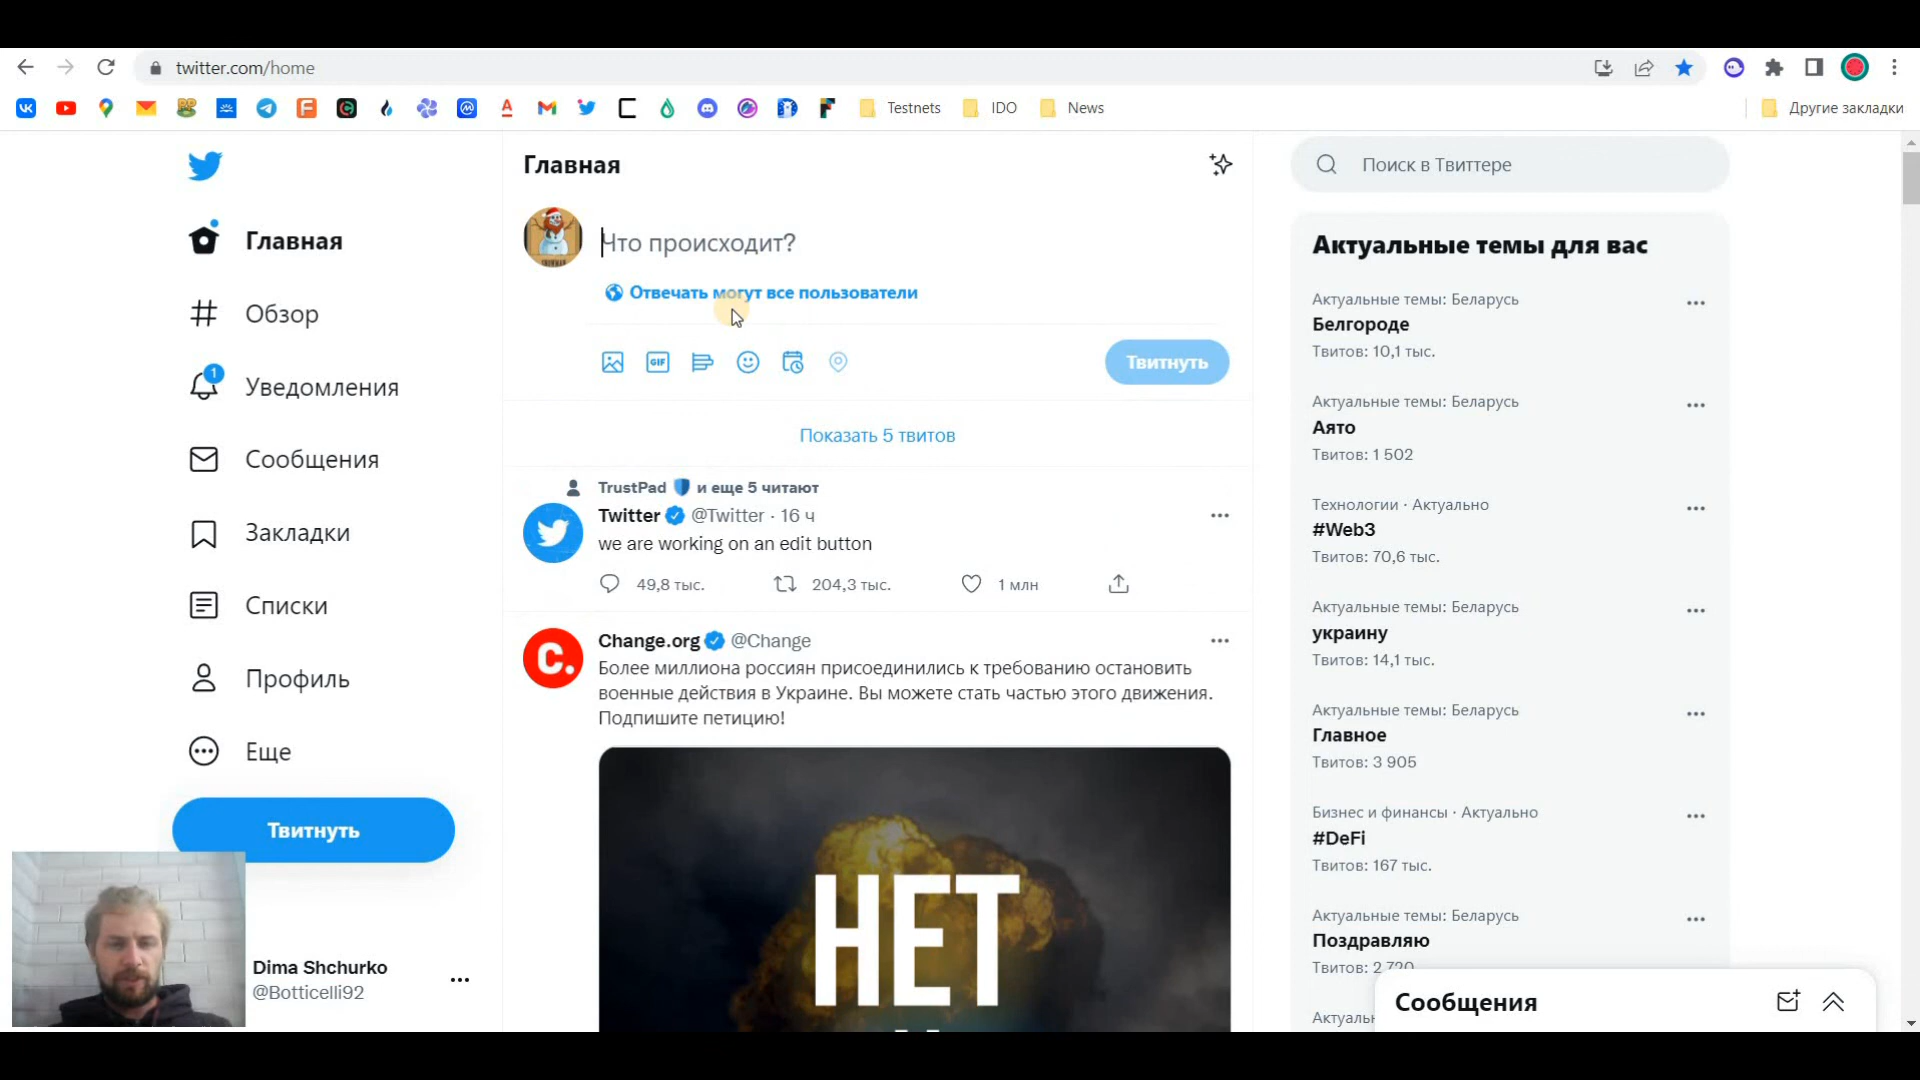 twitter.com/home
Testnets
IDO
News
Другие закладки
Главная
Обзор
1
Уведомления
Сообщения
Закладки
Списки
Профиль
Еще
Твитнуть
Dima Shchurko
@Botticelli92
Главная
Что происходит?
Отвечать могут все пользователи
GIF
Твитнуть
Показать 5 твитов
TrustPad и еще 5 читают
Twitter @Twitter · 16 ч
we are working on an edit button
49,8 тыс.
204,3 тыс.
1 млн
C.
Change.org @Change
Более миллиона россиян присоединились к требованию остановить
военные действия в Украине. Вы можете стать частью этого движения.
Подпишите петицию!
НЕТ
Поиск в Твиттере
Актуальные темы для вас
Актуальные темы: Беларусь
Белгороде
Твитов: 10,1 тыс.
Актуальные темы: Беларусь
Аято
Твитов: 1 502
Технологии · Актуально
#Web3
Твитов: 70,6 тыс.
Актуальные темы: Беларусь
украину
Твитов: 14,1 тыс.
Актуальные темы: Беларусь
Главное
Твитов: 3 905
Бизнес и финансы · Актуально
#DeFi
Твитов: 167 тыс.
Актуальные темы: Беларусь
Поздравляю
Твитов: 2 720
Сообщения